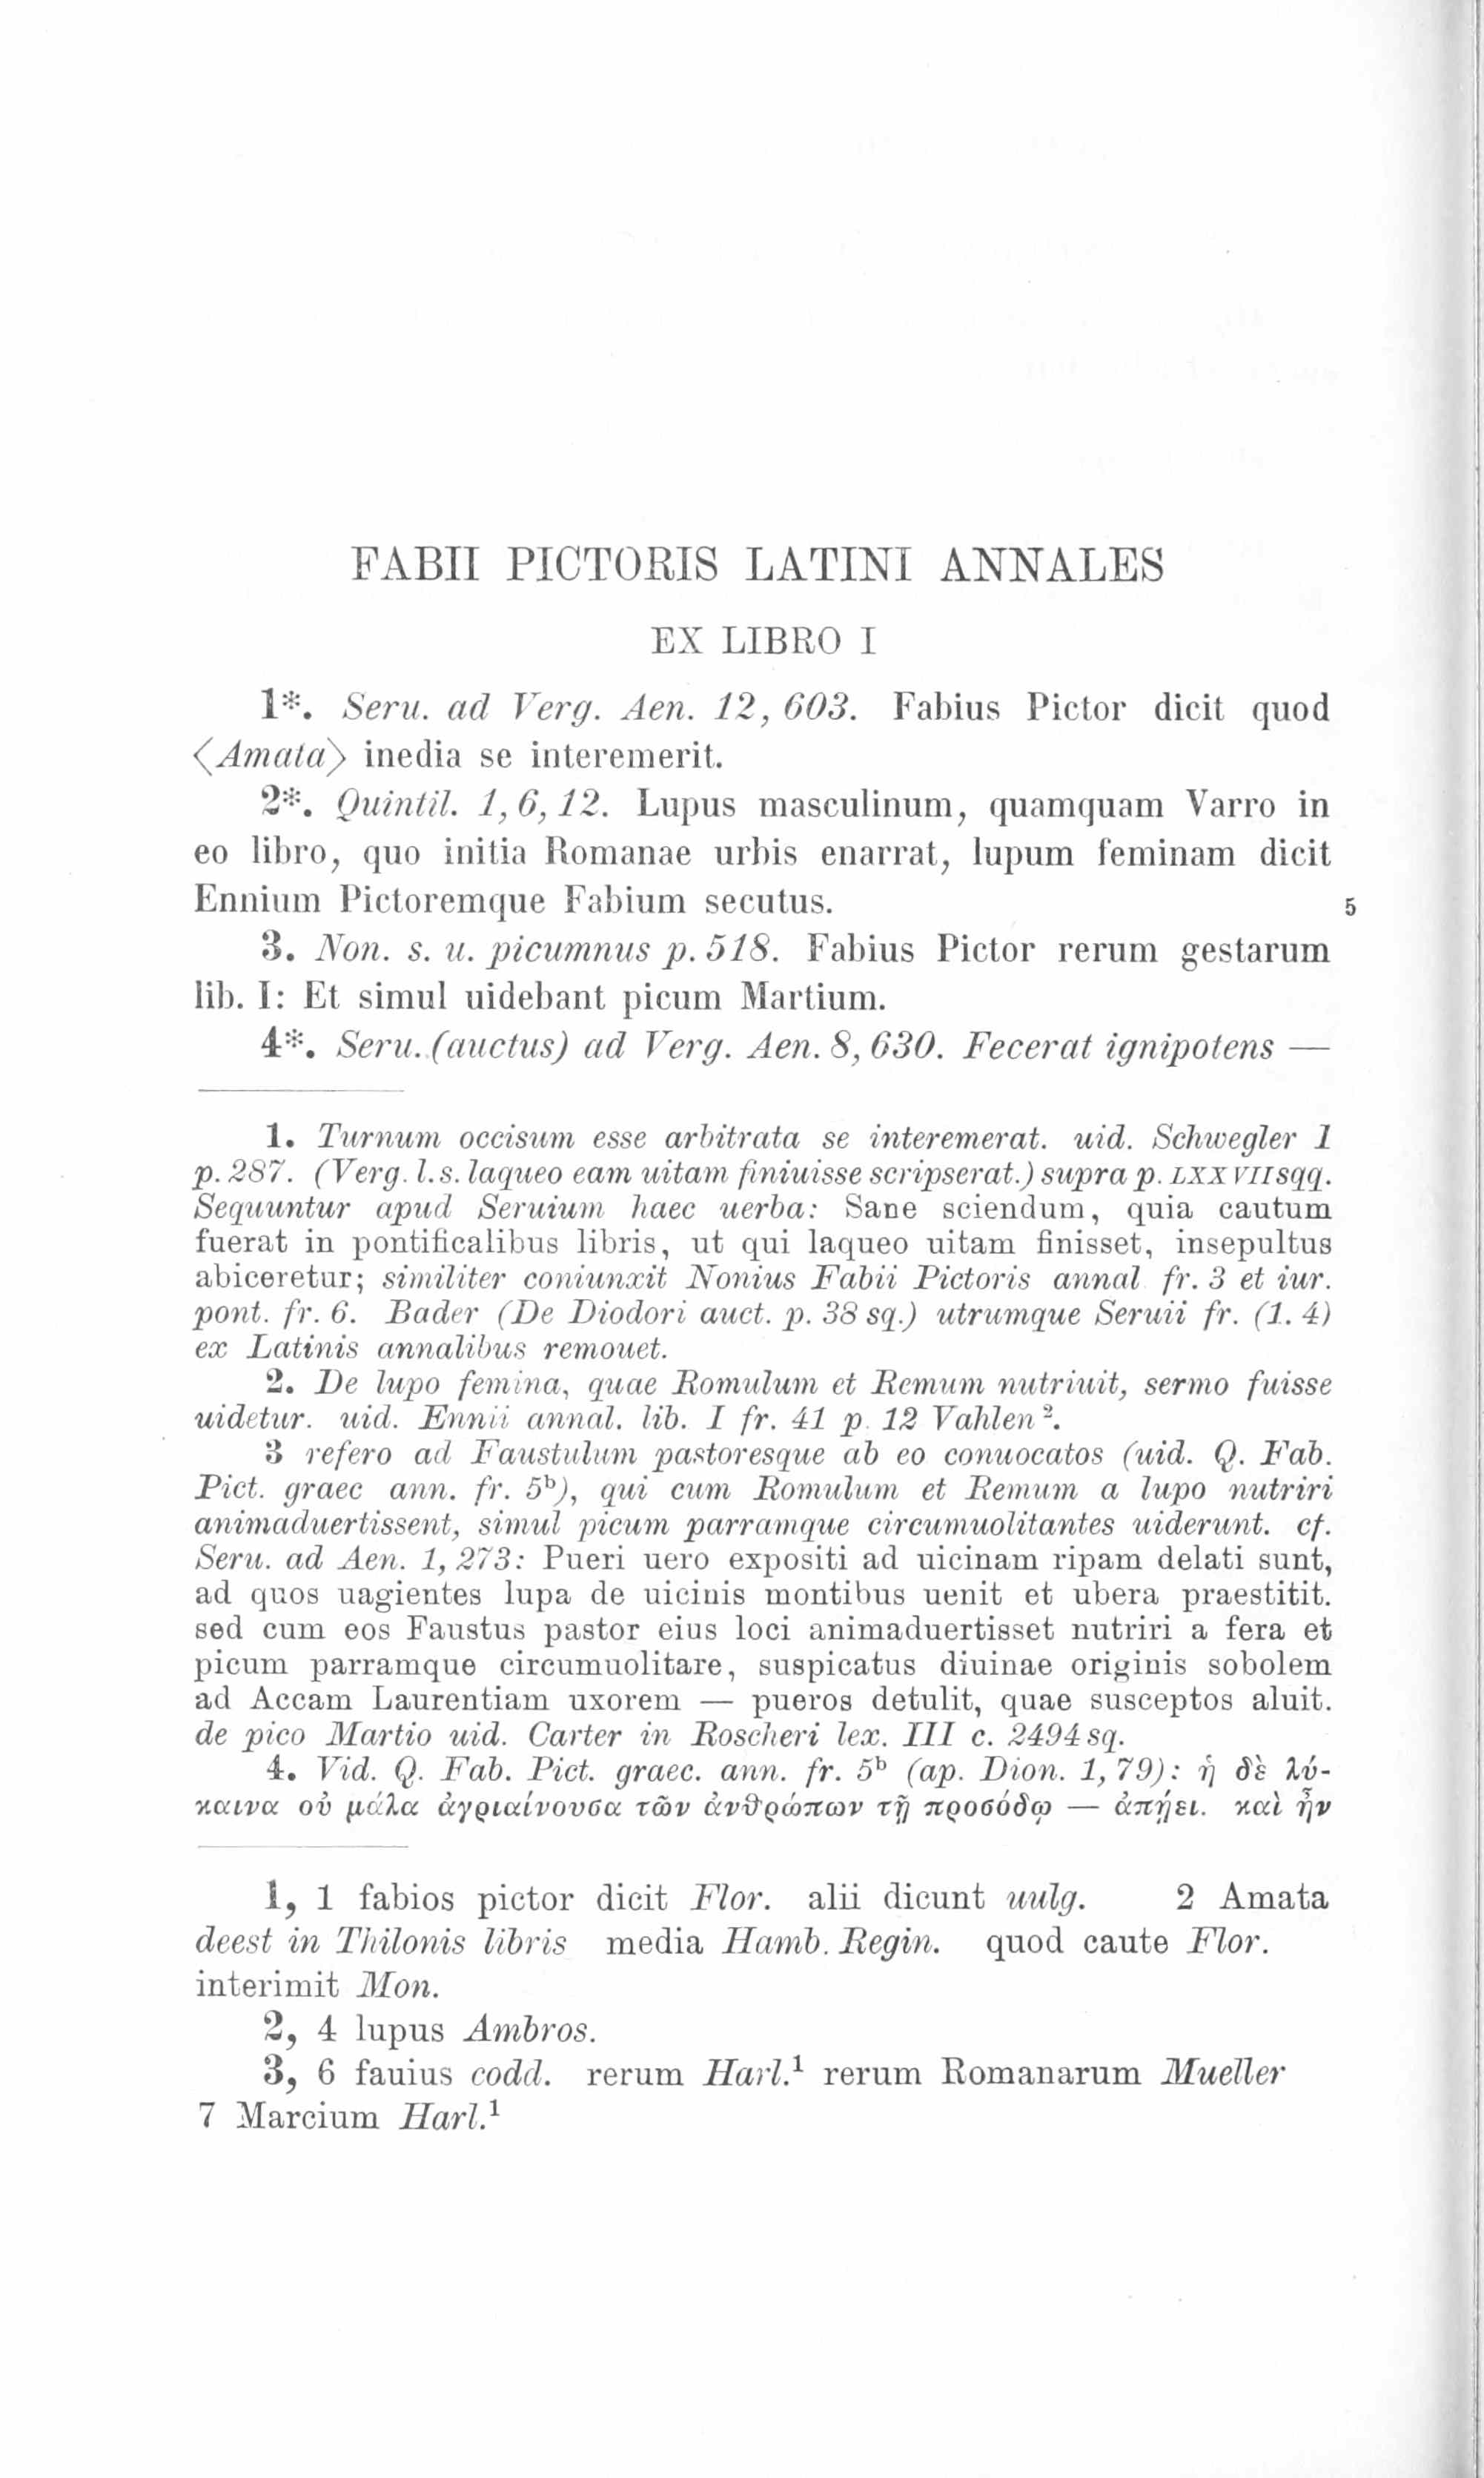 FABII PICTORIS LATINI ANNALES
EX LIBRO I
1*. Seru. ad Verg. Aen. 12, 603. Fabius Pictor dicit quod
⟨Amata⟩ inedia se interemerit.
2*. Quintil. 1, 6, 12. Lupus masculinum, quamquam Varro in
eo libro, quo initia Romanae urbis enarrat, lupum feminam dicit
Ennium Pictoremque Fabium secutus. 5
3. Non. s. u. picumnus p. 518. Fabius Pictor rerum gestarum
lib. I: Et simul uidebant picum Martium.
4*. Seru. (auctus) ad Verg. Aen. 8, 630. Fecerat ignipotens —
1. Turnum occisum esse arbitrata se interemerat. uid. Schwegler 1
p. 287. (Verg. l. s. laqueo eam uitam finiuisse scripserat.) supra p. LXXVII sqq.
Sequuntur apud Seruium haec uerba: Sane sciendum, quia cautum
fuerat in pontificalibus libris, ut qui laqueo uitam finisset, insepultus
abiceretur; similiter coniunxit Nonius Fabii Pictoris annal. fr. 3 et iur.
pont. fr. 6. Bader (De Diodori auct. p. 38 sq.) utrumque Seruii fr. (1. 4)
ex Latinis annalibus remouet.
2. De lupo femina, quae Romulum et Remum nutriuit, sermo fuisse
uidetur. uid. Ennii annal. lib. I fr. 41 p. 12 Vahlen².
3 refero ad Faustulum pastoresque ab eo conuocatos (uid. Q. Fab.
Pict. graec ann. fr. 5ᵇ), qui cum Romulum et Remum a lupo nutriri
animaduertissent, simul picum parramque circumuolitantes uiderunt. cf.
Seru. ad Aen. 1, 273: Pueri uero expositi ad uicinam ripam delati sunt,
ad quos uagientes lupa de uicinis montibus uenit et ubera praestitit.
sed cum eos Faustus pastor eius loci animaduertisset nutriri a fera et
picum parramque circumuolitare, suspicatus diuinae originis sobolem
ad Accam Laurentiam uxorem — pueros detulit, quae susceptos aluit.
de pico Martio uid. Carter in Roscheri lex. III c. 2494 sq.
4. Vid. Q. Fab. Pict. graec. ann. fr. 5ᵇ (ap. Dion. 1, 79): ἡ δὲ λύ-
καινα οὐ μάλα ἀγριαίνουσα τῶν ἀνθρώπων τῇ προσόδῳ — ἀπῄει. καὶ ἦν
1, 1 fabios pictor dicit Flor. alii dicunt uulg. 2 Amata
deest in Thilonis libris media Hamb. Regin. quod caute Flor.
interimit Mon.
2, 4 lupus Ambros.
3, 6 fauius codd. rerum Harl.¹ rerum Romanarum Mueller
7 Marcium Harl.¹